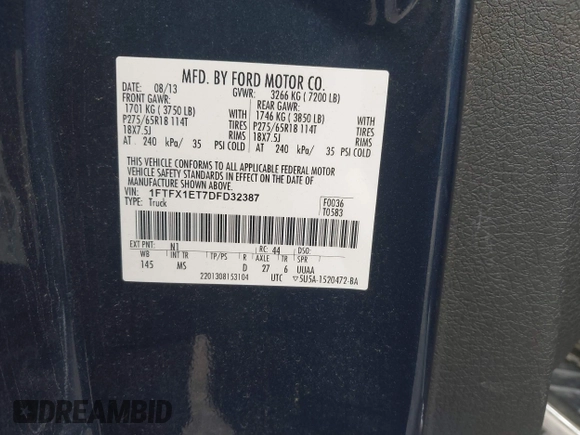 MFD. BY FORD MOTOR CO.
DATE: 08/13 GVWR: 3266 KG ( 7200 LB)
FRONT GAWR: REAR GAWR:
1701 KG ( 3750 LB) WITH 1746 KG ( 3850 LB) WITH
P275/65R18 114T TIRES P275/65R18 114T TIRES
18X7.5J RIMS 18X7.5J RIMS
AT 240 kPa/ 35 PSI COLD AT 240 kPa/ 35 PSI COLD
THIS VEHICLE CONFORMS TO ALL APPLICABLE FEDERAL MOTOR
VEHICLE SAFETY STANDARDS IN EFFECT ON THE DATE OF
MANUFACTURE SHOWN ABOVE.
VIN: 1FTFX1ET7DFD32387 F0036
TYPE: Truck T0583
EXT PNT: N1 RC: 44 DSO:
WB INT TR TP/PS R AXLE TR SPR
145 MS D 27 6 UUAA
2201308153104 UTC 5U5A-1520472-BA
DREAMBID